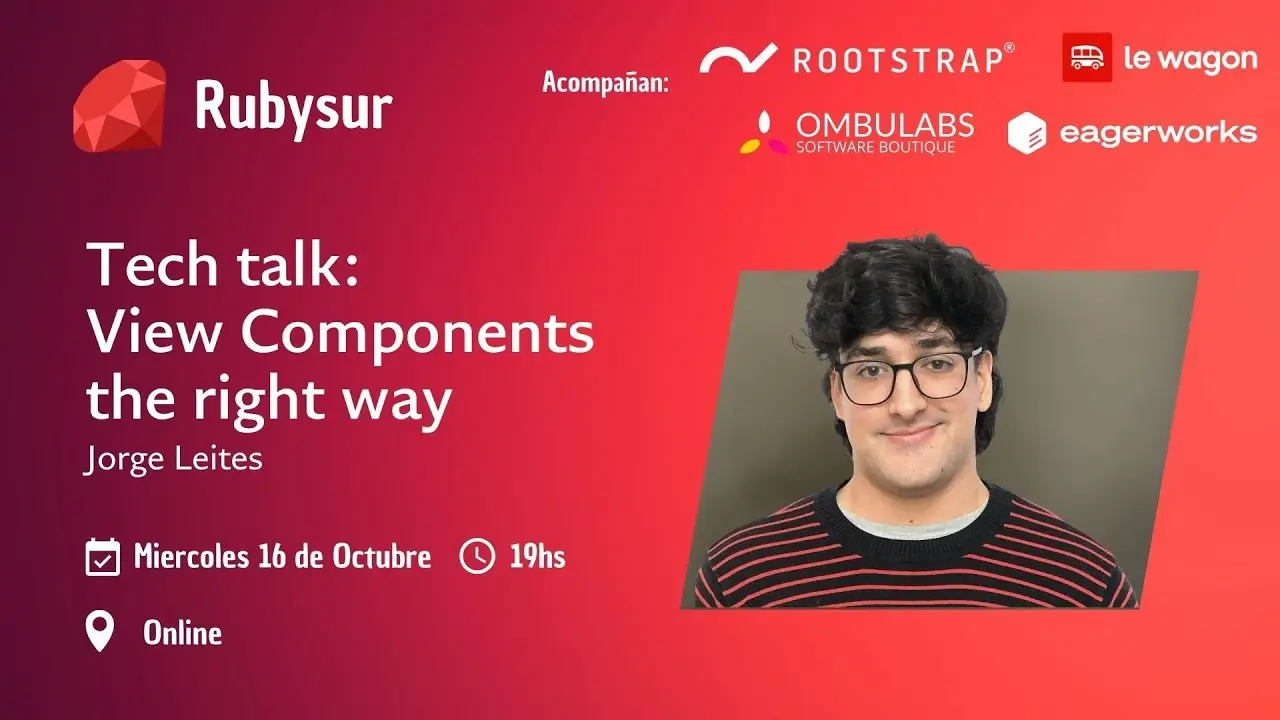 Rubysur
Acompañan:
ROOTSTRAP®
le wagon
OMBULABS
SOFTWARE BOUTIQUE
eagerworks
Tech talk:
View Components
the right way
Jorge Leites
Miercoles 16 de Octubre
19hs
Online